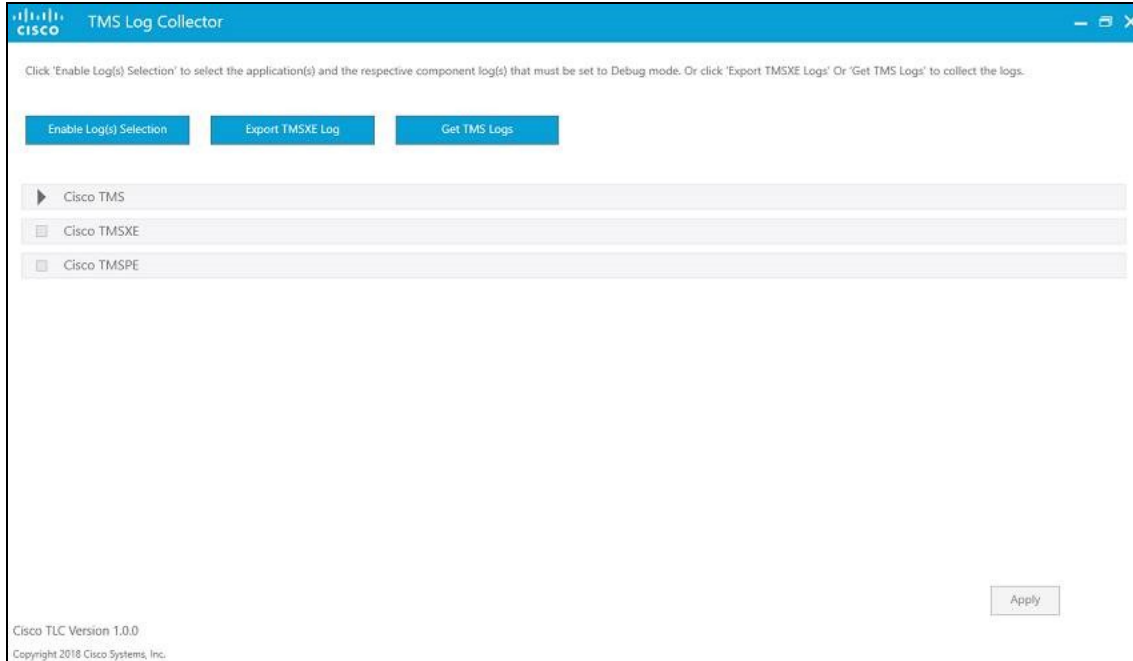 CISCO TMS Log Collector
Click 'Enable Log(s) Selection' to select the application(s) and the respective component log(s) that must be set to Debug mode. Or click 'Export TMSXE Logs' Or 'Get TMS Logs' to collect the logs.
Enable Log(s) Selection Export TMSXE Log Get TMS Logs
Cisco TMS
Cisco TMSXE
Cisco TMSPE
Apply
Cisco TLC Version 1.0.0
Copyright 2018 Cisco Systems, Inc.